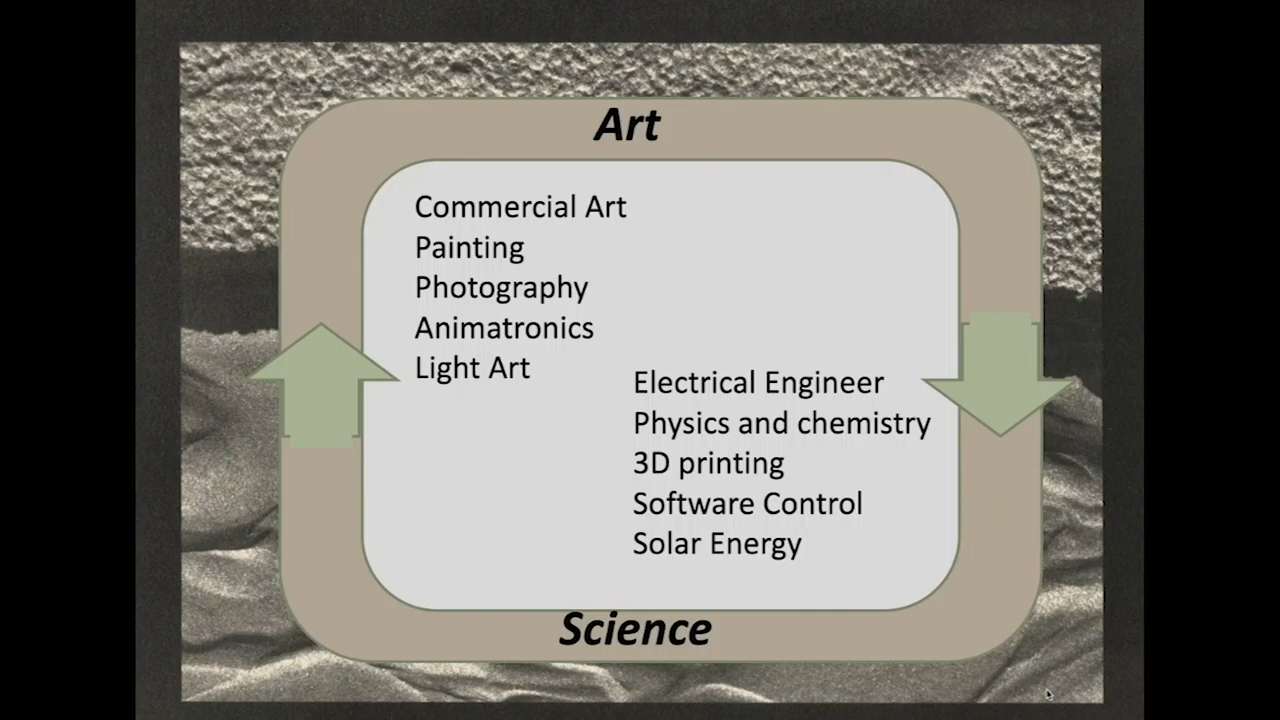 Art
Commercial Art
Painting
Photography
Animatronics
Light Art
Electrical Engineer
Physics and chemistry
3D printing
Software Control
Solar Energy
Science